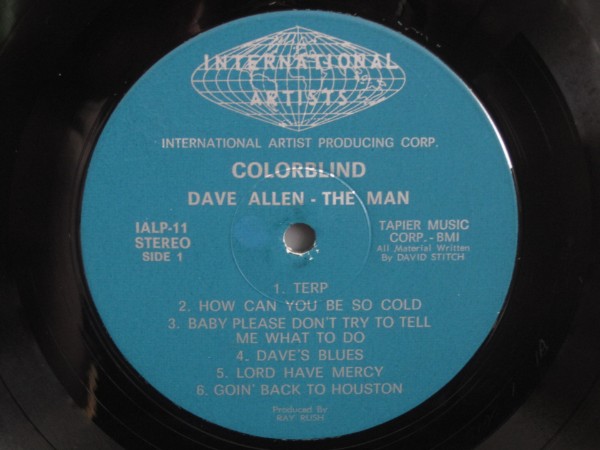 INTERNATIONAL
ARTISTS
INTERNATIONAL ARTIST PRODUCING CORP.
COLORBLIND
DAVE ALLEN - THE MAN
IALP-11
STEREO
SIDE 1
TAPIER MUSIC
CORP. - BMI
All Material Written
By DAVID STITCH
1. TERP
2. HOW CAN YOU BE SO COLD
3. BABY PLEASE DON'T TRY TO TELL
ME WHAT TO DO
4. DAVE'S BLUES
5. LORD HAVE MERCY
6. GOIN' BACK TO HOUSTON
Produced By
RAY RUSH